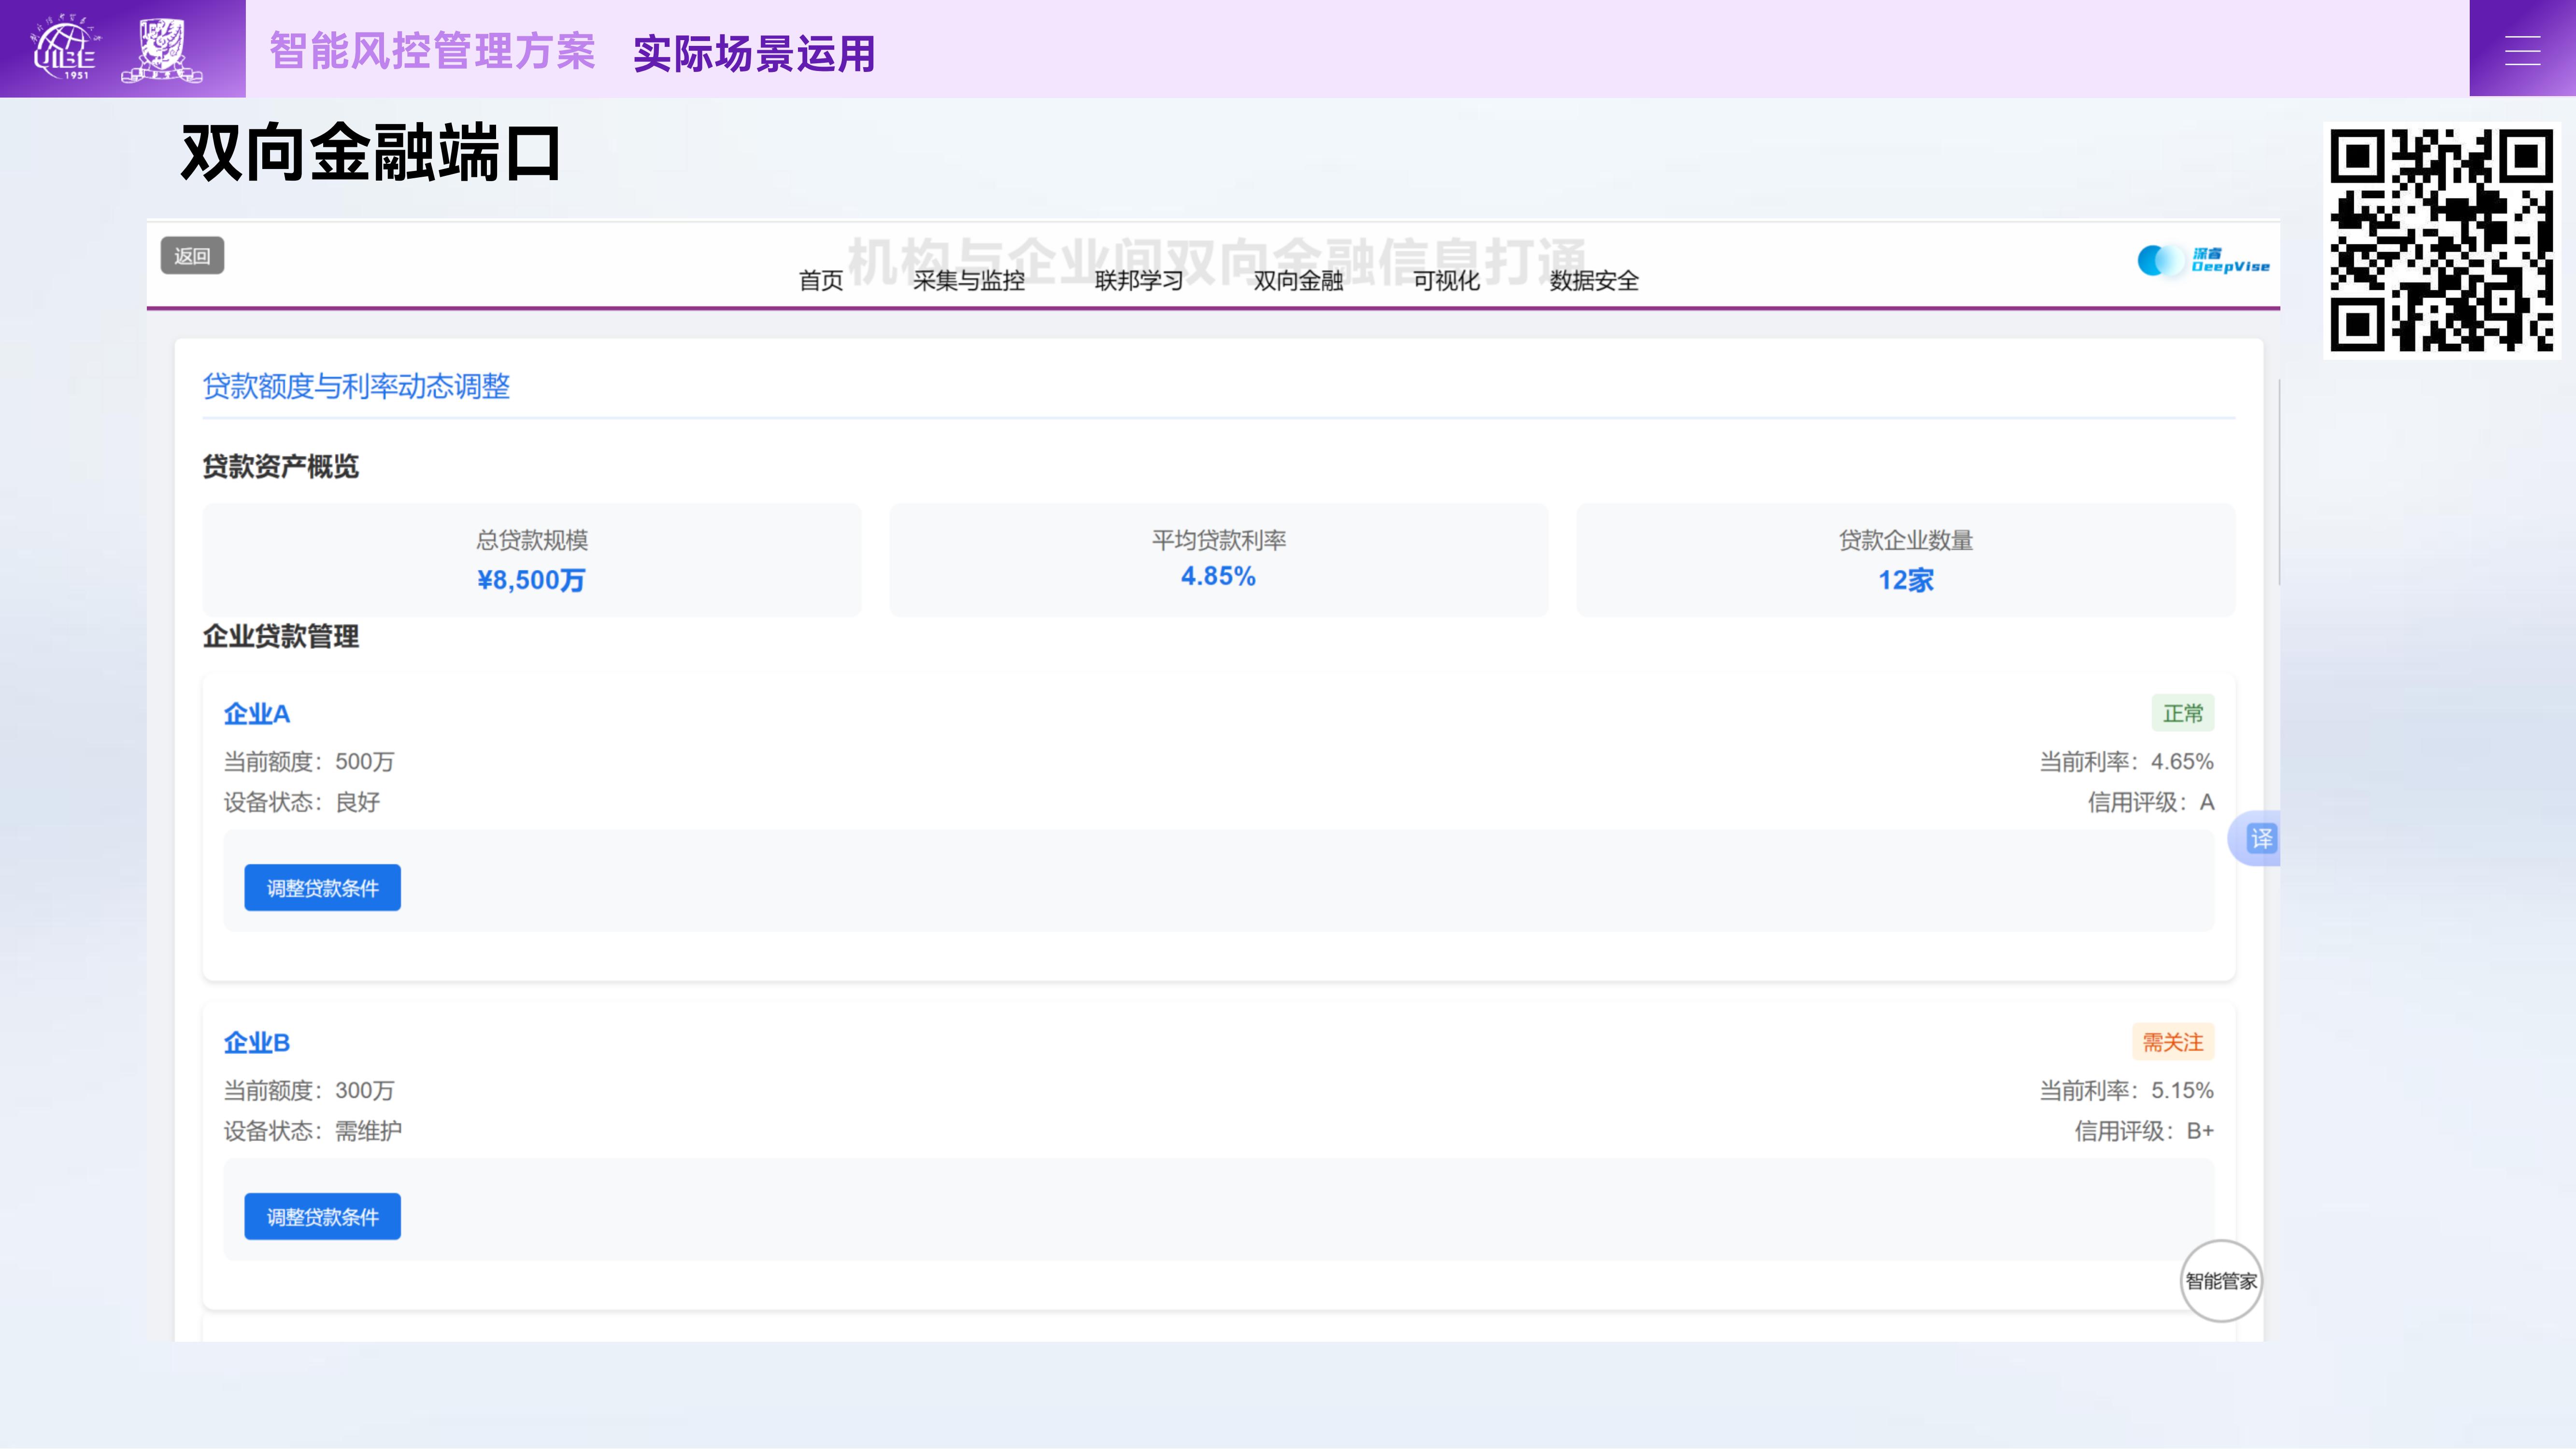 UIBE
1951
智能风控管理方案 实际场景运用
双向金融端口
返回
机构与企业间双向金融信息打通
首页 采集与监控 联邦学习 双向金融 可视化 数据安全
深睿
DeepVise
贷款额度与利率动态调整
贷款资产概览
总贷款规模 平均贷款利率 贷款企业数量
¥8,500万 4.85% 12家
企业贷款管理
企业A 正常
当前额度：500万 当前利率：4.65%
设备状态：良好 信用评级：A
译
调整贷款条件
企业B 需关注
当前额度：300万 当前利率：5.15%
设备状态：需维护 信用评级：B+
调整贷款条件
智能管家